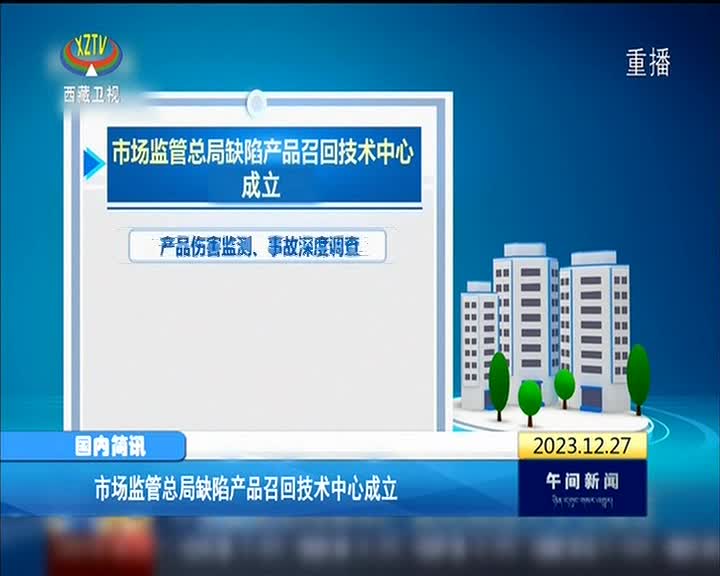 XZTV
西藏卫视
重播
市场监管总局缺陷产品召回技术中心
成立
产品伤害监测、事故深度调查
国内简讯
市场监管总局缺陷产品召回技术中心成立
2023.12.27
午间新闻